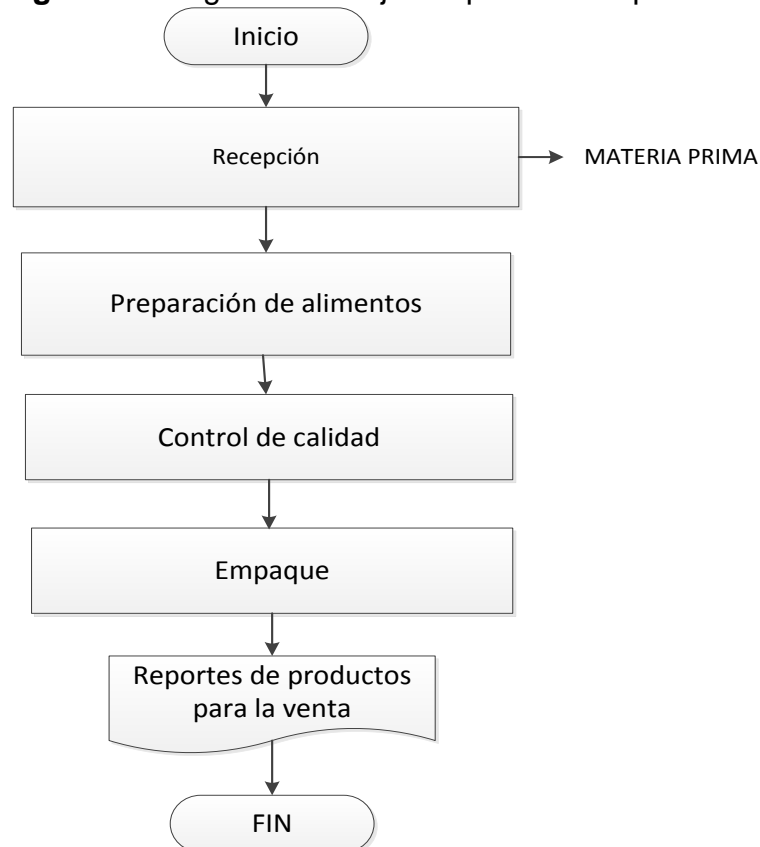 Inicio
Recepción
MATERIA PRIMA
Preparación de alimentos
Control de calidad
Empaque
Reportes de productos
para la venta
FIN